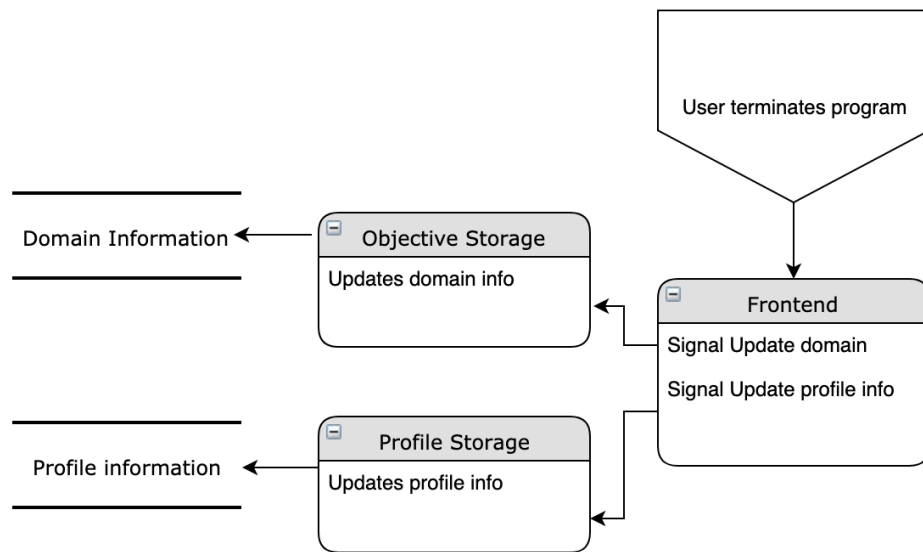 User terminates program
Domain Information
Objective Storage
Updates domain info
Frontend
Signal Update domain
Signal Update profile info
Profile Storage
Profile information
Updates profile info